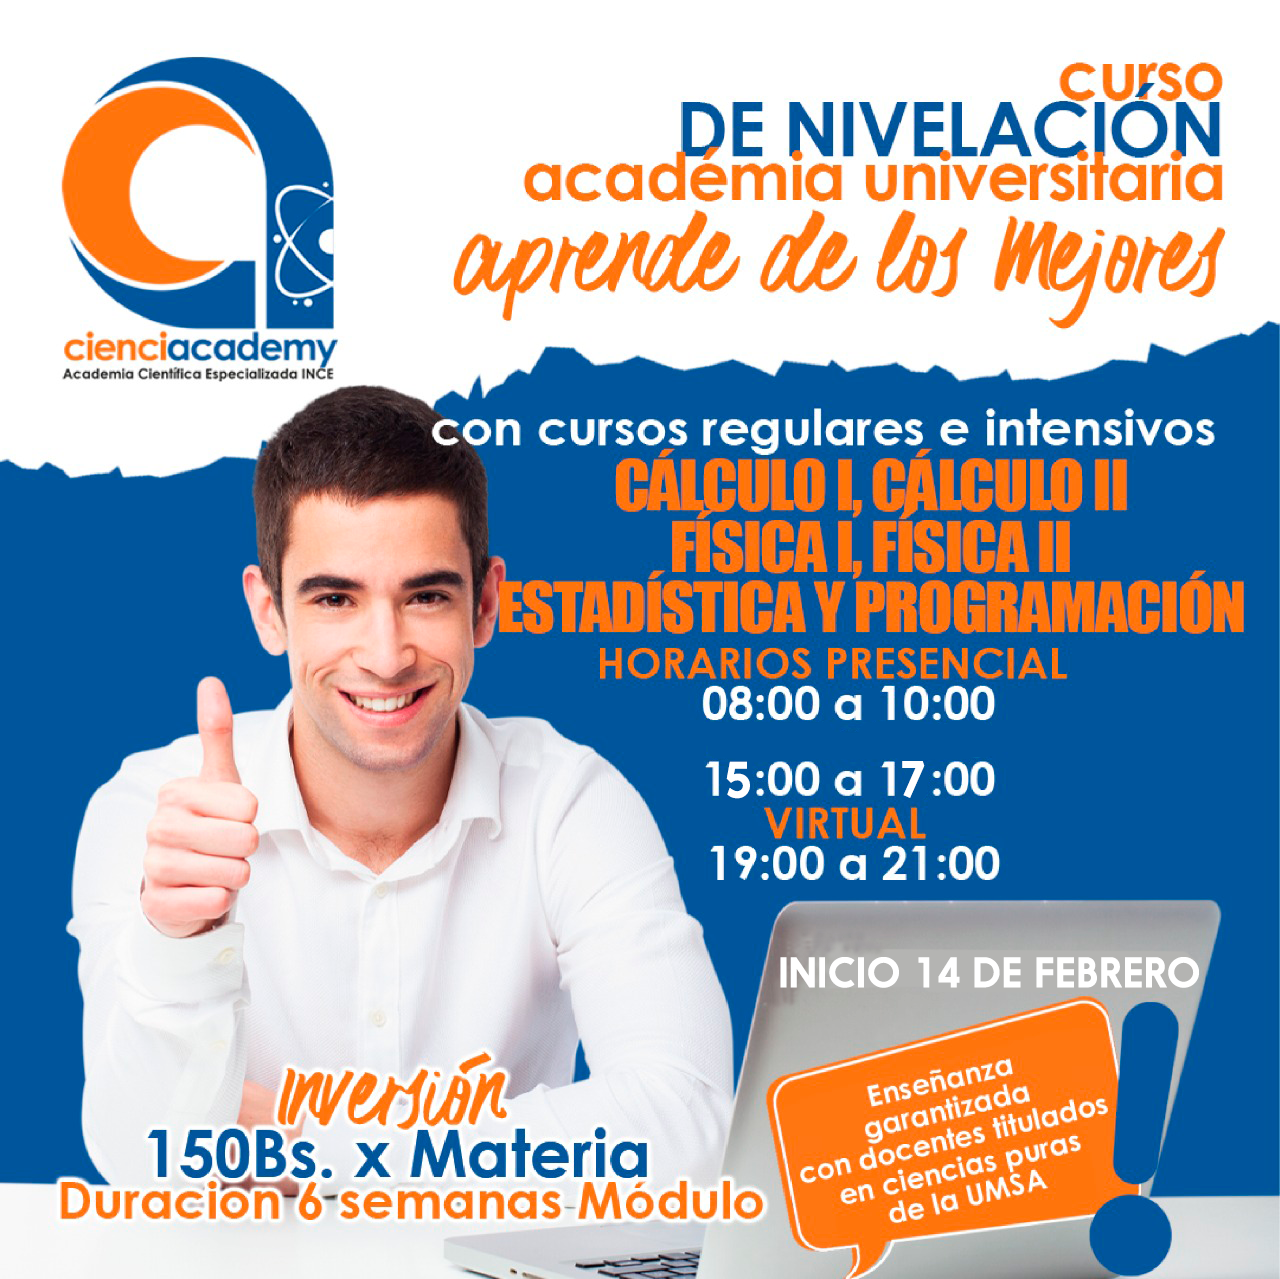 cienciacademy
Academia Científica Especializada INCE
curso
DE NIVELACIÓN
académia universitaria
aprende de los Mejores
con cursos regulares e intensivos
CÁLCULO I, CÁLCULO II
FÍSICA I, FÍSICA II
ESTADÍSTICA Y PROGRAMACIÓN
HORARIOS PRESENCIAL
08:00 a 10:00
15:00 a 17:00
VIRTUAL
19:00 a 21:00
INICIO 14 DE FEBRERO
Enseñanza
garantizada
con docentes titulados
en ciencias puras
de la UMSA
Inversión
150Bs. x Materia
Duracion 6 semanas Módulo